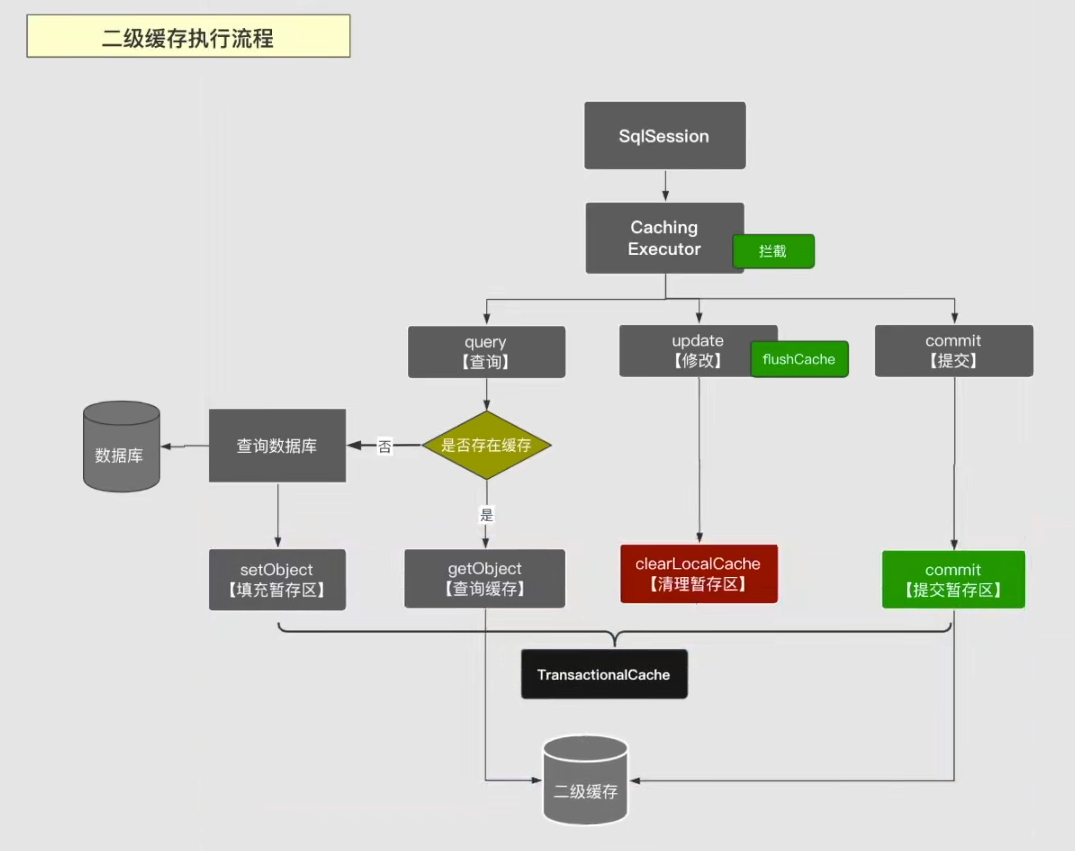 二级缓存执行流程
SqlSession
Caching
Executor
拦截
query
【查询】
update
【修改】
flushCache
commit
【提交】
数据库
查询数据库
否
是否存在缓存
是
setObject
【填充暂存区】
getObject
【查询缓存】
clearLocalCache
【清理暂存区】
commit
【提交暂存区】
TransactionalCache
二级缓存